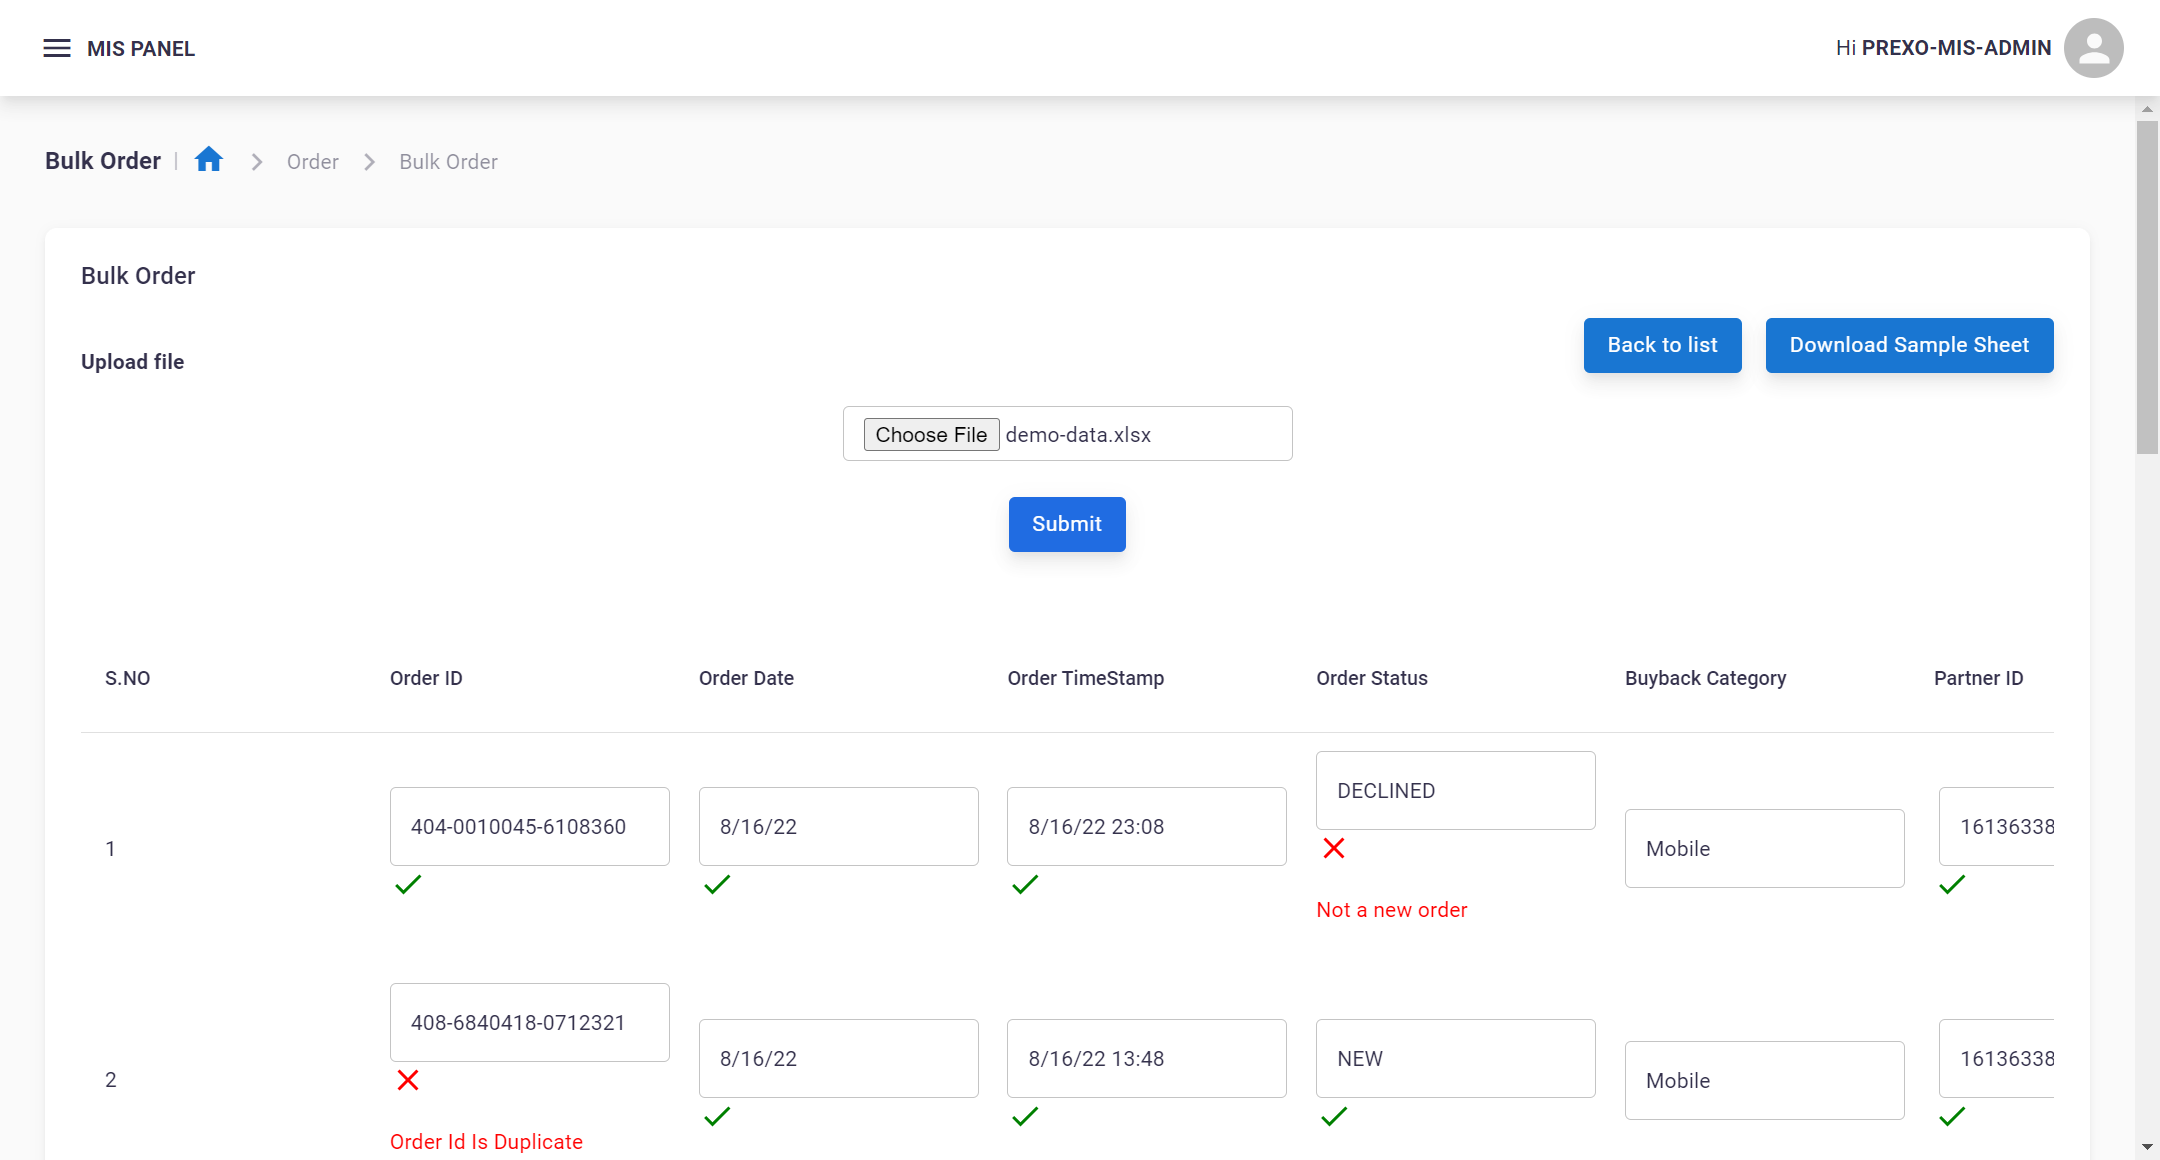 MIS PANEL
Hi PREXO-MIS-ADMIN
Bulk Order | Order Bulk Order
Bulk Order
Upload file
Back to list
Download Sample Sheet
Choose File demo-data.xlsx
Submit
S.NO Order ID Order Date Order TimeStamp Order Status Buyback Category Partner ID
1 404-0010045-6108360 8/16/22 8/16/22 23:08 DECLINED Mobile 16136338
Not a new order
2 408-6840418-0712321 8/16/22 8/16/22 13:48 NEW Mobile 16136338
Order Id Is Duplicate